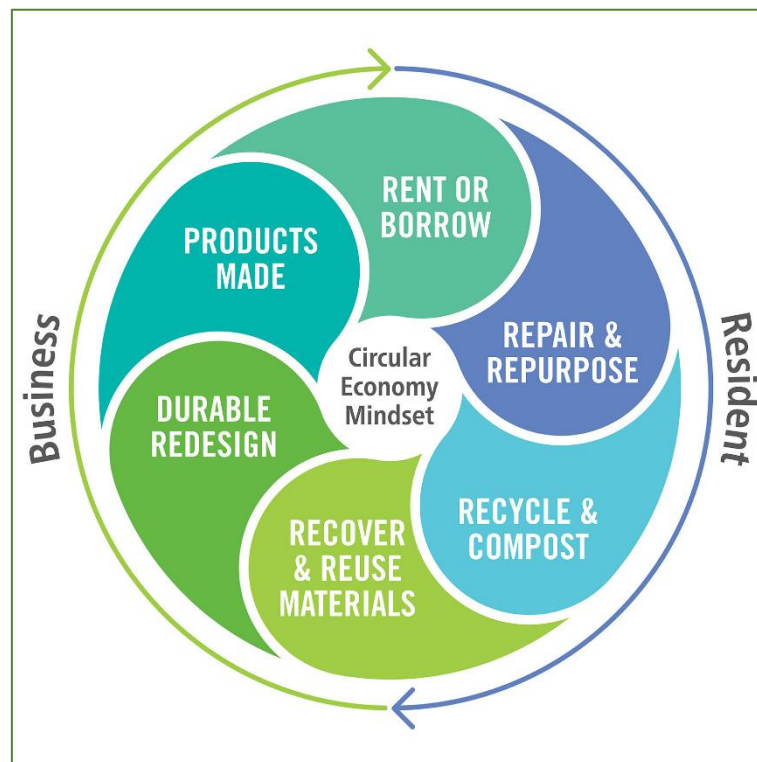 RENT OR
BORROW
REPAIR &
REPURPOSE
RECYCLE &
COMPOST
RECOVER
& REUSE
MATERIALS
DURABLE
REDESIGN
PRODUCTS
MADE
Circular
Economy
Mindset
Business
Resident